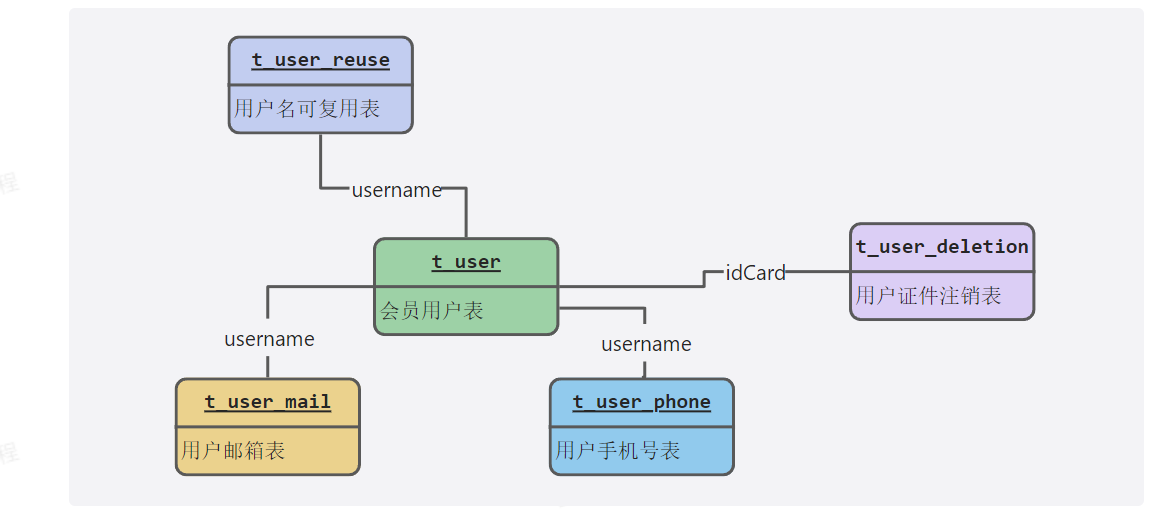 t_user_reuse
用户名可复用表
username
t_user
会员用户表
idCard
t_user_deletion
用户证件注销表
username
username
t_user_mail
用户邮箱表
t_user_phone
用户手机号表
程
程